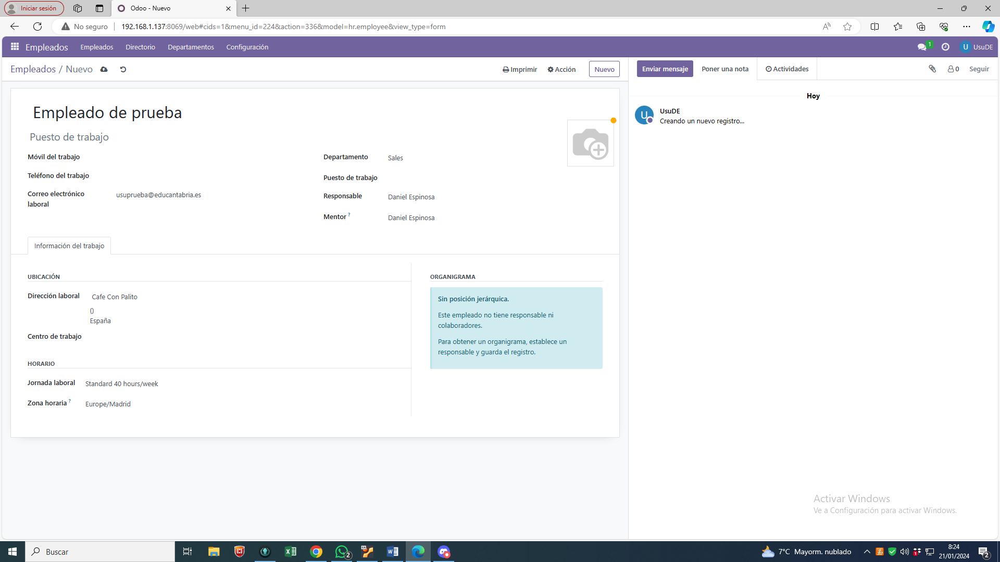 Iniciar sesión
Odoo - Nuevo
No seguro
192.168.1.137:8069/web#cids=1&menu_id=224&action=336&model=hr.employee&view_type=form
Empleados Empleados Directorio Departamentos Configuración
1
U UsuDE
Empleados / Nuevo
Imprimir Acción Nuevo
Enviar mensaje Poner una nota Actividades
0 Seguir
Empleado de prueba
Puesto de trabajo
Móvil del trabajo
Teléfono del trabajo
Correo electrónico laboral usuprueba@educantabria.es
Departamento Sales
Puesto de trabajo
Responsable Daniel Espinosa
Mentor ? Daniel Espinosa
Información del trabajo
UBICACIÓN
Dirección laboral Cafe Con Palito
()
España
Centro de trabajo
HORARIO
Jornada laboral Standard 40 hours/week
Zona horaria ? Europe/Madrid
ORGANIGRAMA
Sin posición jerárquica.
Este empleado no tiene responsable ni
colaboradores.
Para obtener un organigrama, establece un
responsable y guarda el registro.
Hoy
U
UsuDE
Creando un nuevo registro...
Activar Windows
Ve a Configuración para activar Windows.
Buscar
2
7°C Mayorm. nublado
8:24
21/01/2024
2